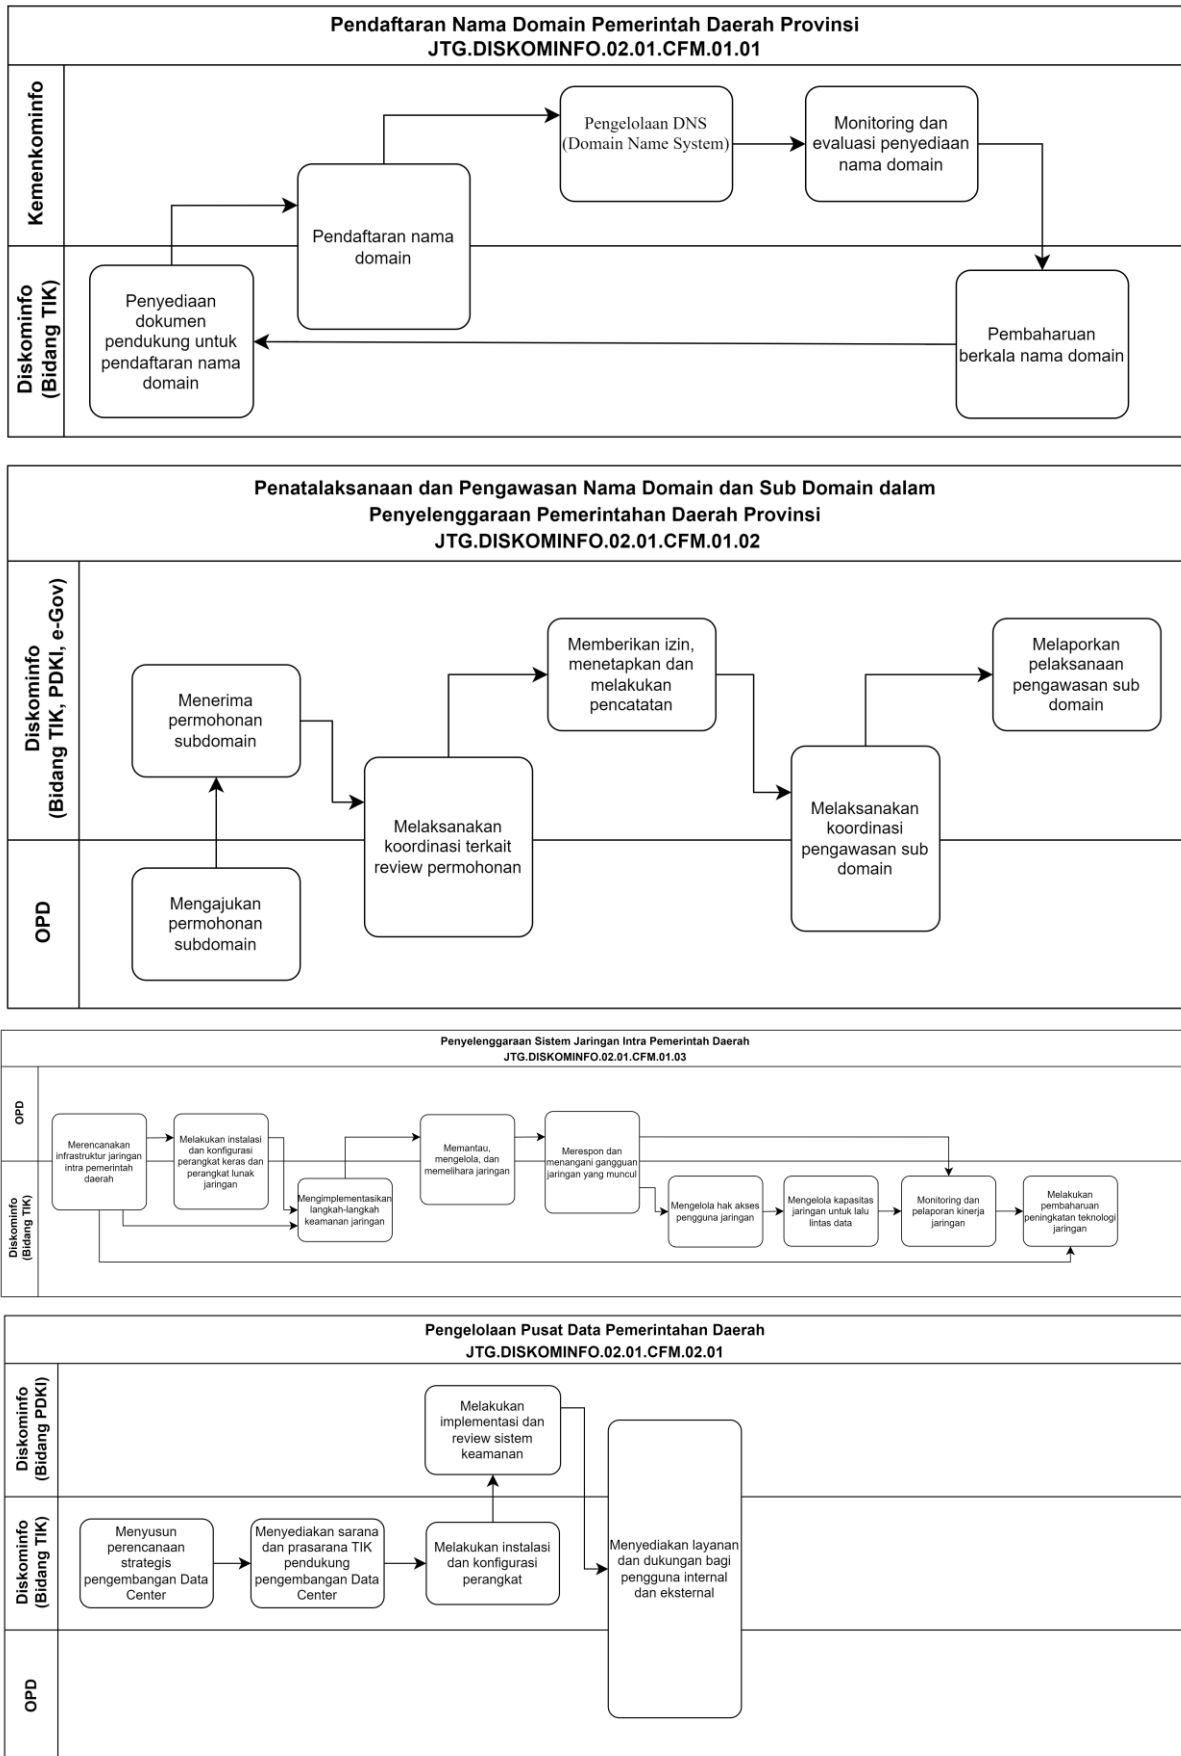 Pendaftaran Nama Domain Pemerintah Daerah Provinsi
JTG.DISKOMINFO.02.01.CFM.01.01
Kemenkominfo
Pengelolaan DNS
(Domain Name System)
Monitoring dan
evaluasi penyediaan
nama domain
Pendaftaran nama
domain
Diskominfo
(Bidang TIK)
Penyediaan
dokumen
pendukung untuk
pendaftaran nama
domain
Pembaharuan
berkala nama domain
Penatalaksanaan dan Pengawasan Nama Domain dan Sub Domain dalam
Penyelenggaraan Pemerintahan Daerah Provinsi
JTG.DISKOMINFO.02.01.CFM.01.02
Diskominfo
(Bidang TIK, PDKI, e-Gov)
Menerima
permohonan
subdomain
Memberikan izin,
menetapkan dan
melakukan
pencatatan
Melaporkan
pelaksanaan
pengawasan sub
domain
Melaksanakan
koordinasi terkait
review permohonan
Melaksanakan
koordinasi
pengawasan sub
domain
OPD
Mengajukan
permohonan
subdomain
Penyelenggaraan Sistem Jaringan Intra Pemerintah Daerah
JTG.DISKOMINFO.02.01.CFM.01.03
OPD
Merencanakan
infrastruktur jaringan
intra pemerintah
daerah
Melakukan instalasi
dan konfigurasi
perangkat keras dan
perangkat lunak
jaringan
Mengimplementasikan
langkah-langkah
keamanan jaringan
Memantau,
mengelola, dan
memelihara jaringan
Merespon dan
menangani gangguan
jaringan yang muncul
Diskominfo
(Bidang TIK)
Mengelola hak akses
pengguna jaringan
Mengelola kapasitas
jaringan untuk lalu
lintas data
Monitoring dan
pelaporan kinerja
jaringan
Melakukan
pembaharuan
peningkatan teknologi
jaringan
Pengelolaan Pusat Data Pemerintahan Daerah
JTG.DISKOMINFO.02.01.CFM.02.01
Diskominfo
(Bidang PDKI)
Melakukan
implementasi dan
review sistem
keamanan
Diskominfo
(Bidang TIK)
Menyusun
perencanaan
strategis
pengembangan Data
Center
Menyediakan sarana
dan prasarana TIK
pendukung
pengembangan Data
Center
Melakukan instalasi
dan konfigurasi
perangkat
Menyediakan layanan
dan dukungan bagi
pengguna internal
dan eksternal
OPD